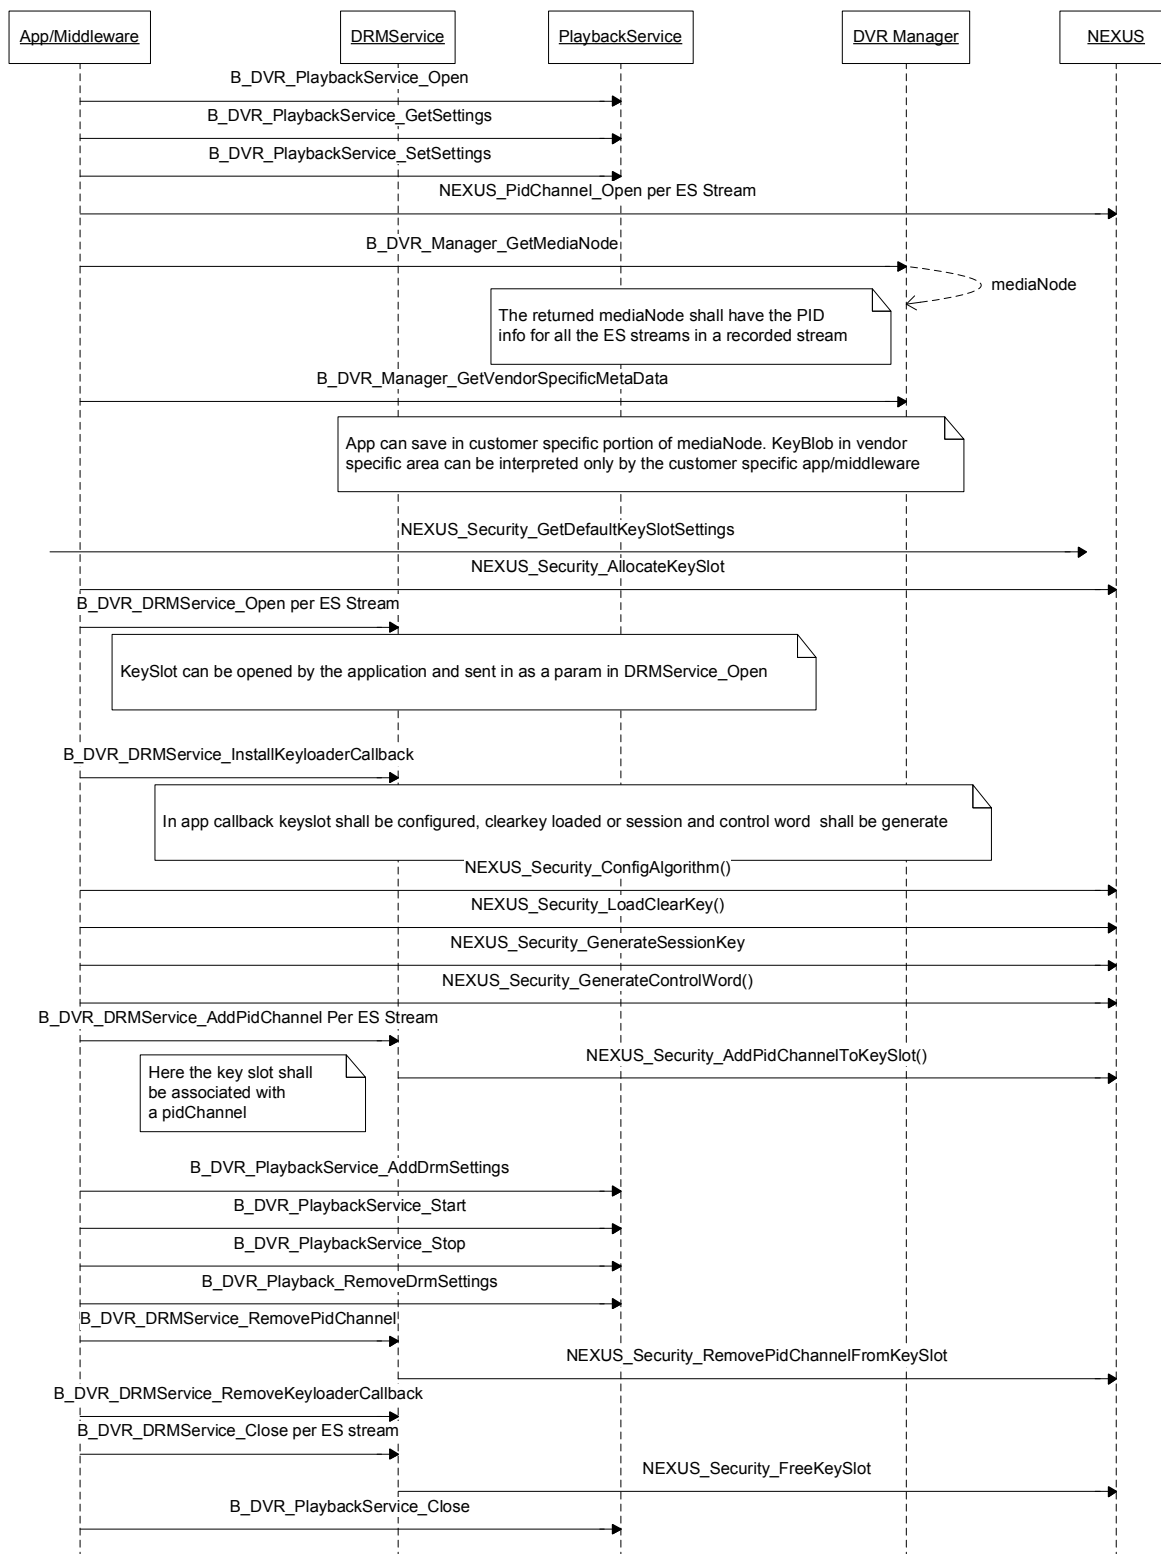 App/Middleware
DRMService
PlaybackService
DVR Manager
NEXUS
B_DVR_PlaybackService_Open
B_DVR_PlaybackService_GetSettings
B_DVR_PlaybackService_SetSettings
NEXUS_PidChannel_Open per ES Stream
B_DVR_Manager_GetMediaNode
mediaNode
The returned mediaNode shall have the PID
info for all the ES streams in a recorded stream
B_DVR_Manager_GetVendorSpecificMetaData
App can save in customer specific portion of mediaNode. KeyBlob in vendor
specific area can be interpreted only by the customer specific app/middleware
NEXUS_Security_GetDefaultKeySlotSettings
NEXUS_Security_AllocateKeySlot
B_DVR_DRMService_Open per ES Stream
KeySlot can be opened by the application and sent in as a param in DRMService_Open
B_DVR_DRMService_InstallKeyloaderCallback
In app callback keyslot shall be configured, clearkey loaded or session and control word  shall be generate
NEXUS_Security_ConfigAlgorithm()
NEXUS_Security_LoadClearKey()
NEXUS_Security_GenerateSessionKey
NEXUS_Security_GenerateControlWord()
B_DVR_DRMService_AddPidChannel Per ES Stream
NEXUS_Security_AddPidChannelToKeySlot()
Here the key slot shall
be associated with
a pidChannel
B_DVR_PlaybackService_AddDrmSettings
B_DVR_PlaybackService_Start
B_DVR_PlaybackService_Stop
B_DVR_Playback_RemoveDrmSettings
B_DVR_DRMService_RemovePidChannel
NEXUS_Security_RemovePidChannelFromKeySlot
B_DVR_DRMService_RemoveKeyloaderCallback
B_DVR_DRMService_Close per ES stream
NEXUS_Security_FreeKeySlot
B_DVR_PlaybackService_Close